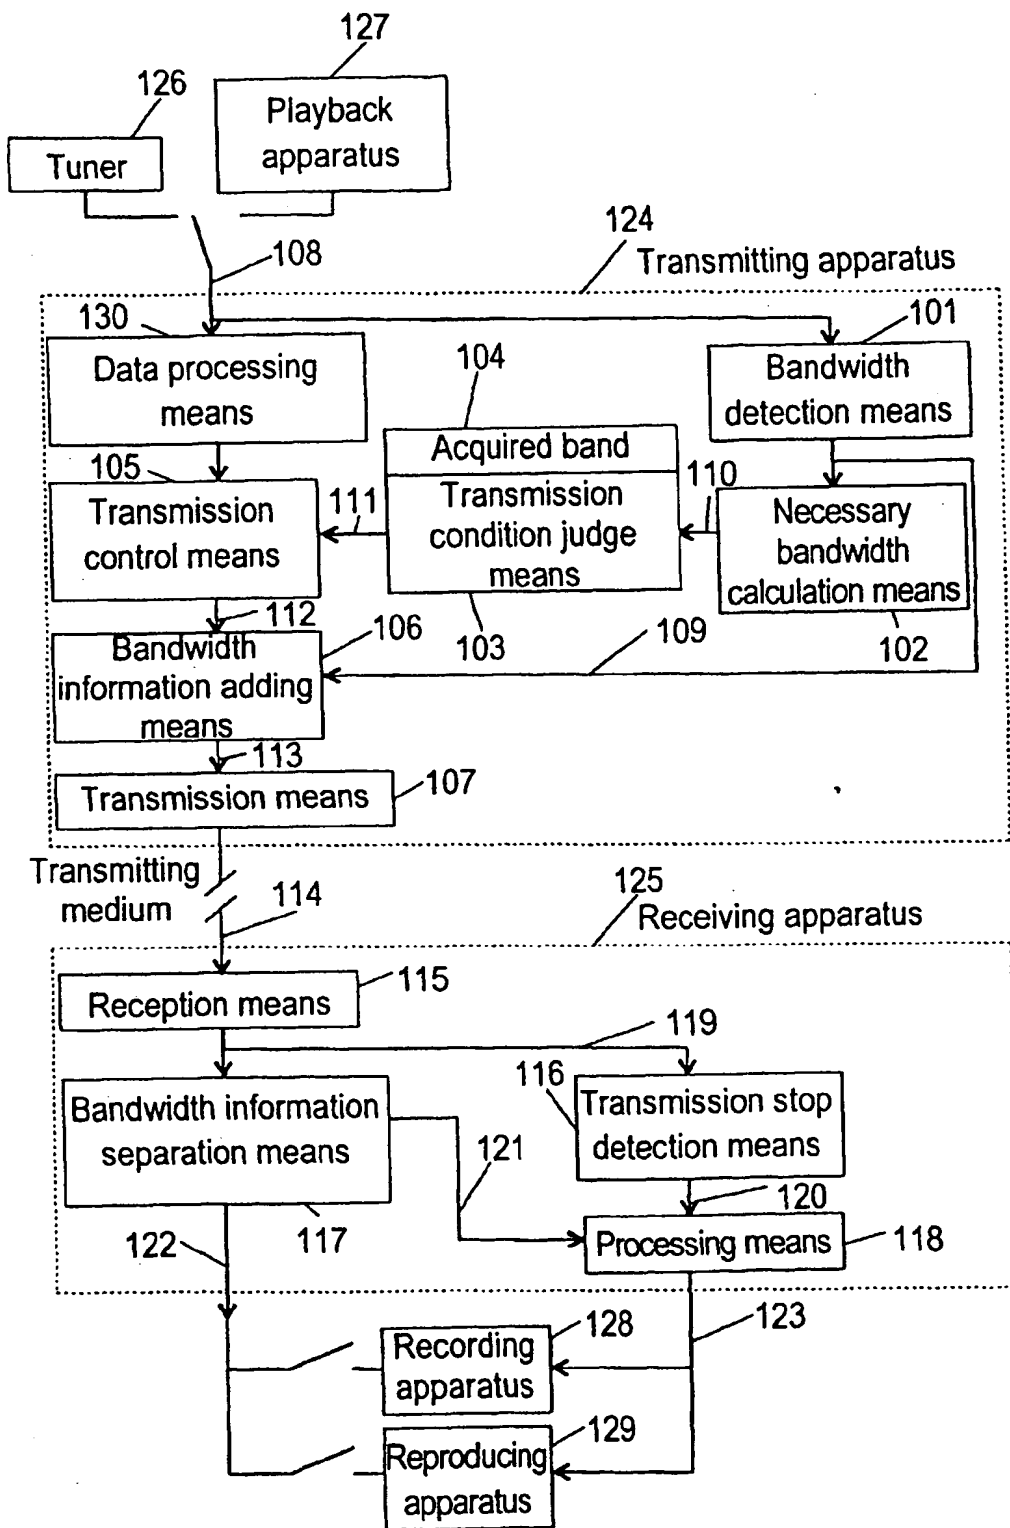 127
126
Playback
apparatus
Tuner
108
124
Transmitting apparatus
130
101
Data processing
means
104
Bandwidth
detection means
Acquired band
105
Transmission
control means
111
Transmission
condition judge
means
110
Necessary
bandwidth
calculation means
112
106
103
109
102
Bandwidth
information adding
means
113
Transmission means
107
Transmitting
medium
114
125
Receiving apparatus
Reception means
115
119
116
Bandwidth information
separation means
Transmission stop
detection means
121
120
122
117
Processing means
118
123
Recording
apparatus
128
Reproducing
apparatus
129